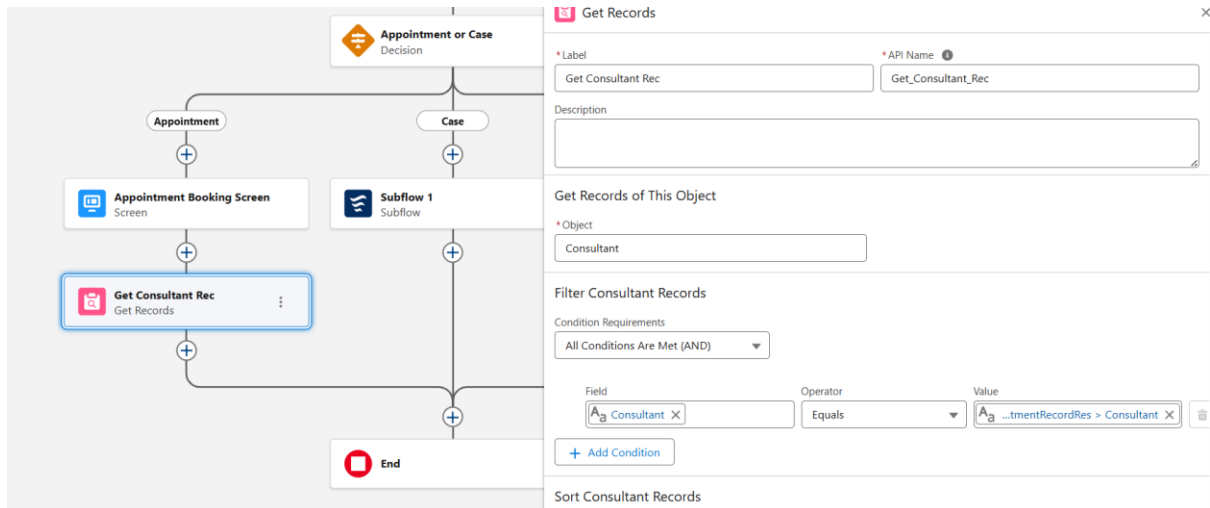 Appointment or Case
Decision
Appointment
Case
Appointment Booking Screen
Screen
Subflow 1
Subflow
Get Consultant Rec
Get Records
End
Get Records
* Label
* API Name
Get Consultant Rec
Get_Consultant_Rec
Description
Get Records of This Object
* Object
Consultant
Filter Consultant Records
Condition Requirements
All Conditions Are Met (AND)
Field
Operator
Value
Aa Consultant
Equals
Aa ...tmentRecordRes > Consultant
+ Add Condition
Sort Consultant Records